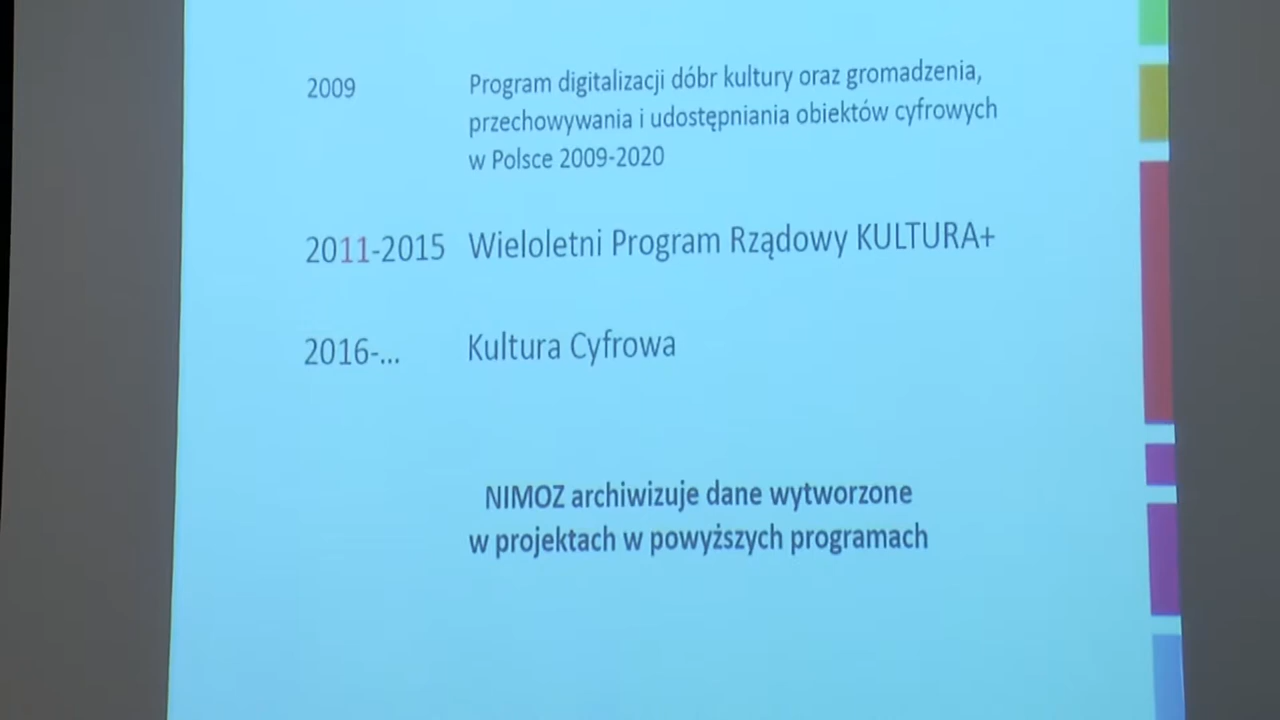 2009 Program digitalizacji dóbr kultury oraz gromadzenia,
przechowywania i udostępniania obiektów cyfrowych
w Polsce 2009-2020
2011-2015 Wieloletni Program Rządowy KULTURA+
2016-... Kultura Cyfrowa
NIMOZ archiwizuje dane wytworzone
w projektach w powyższych programach